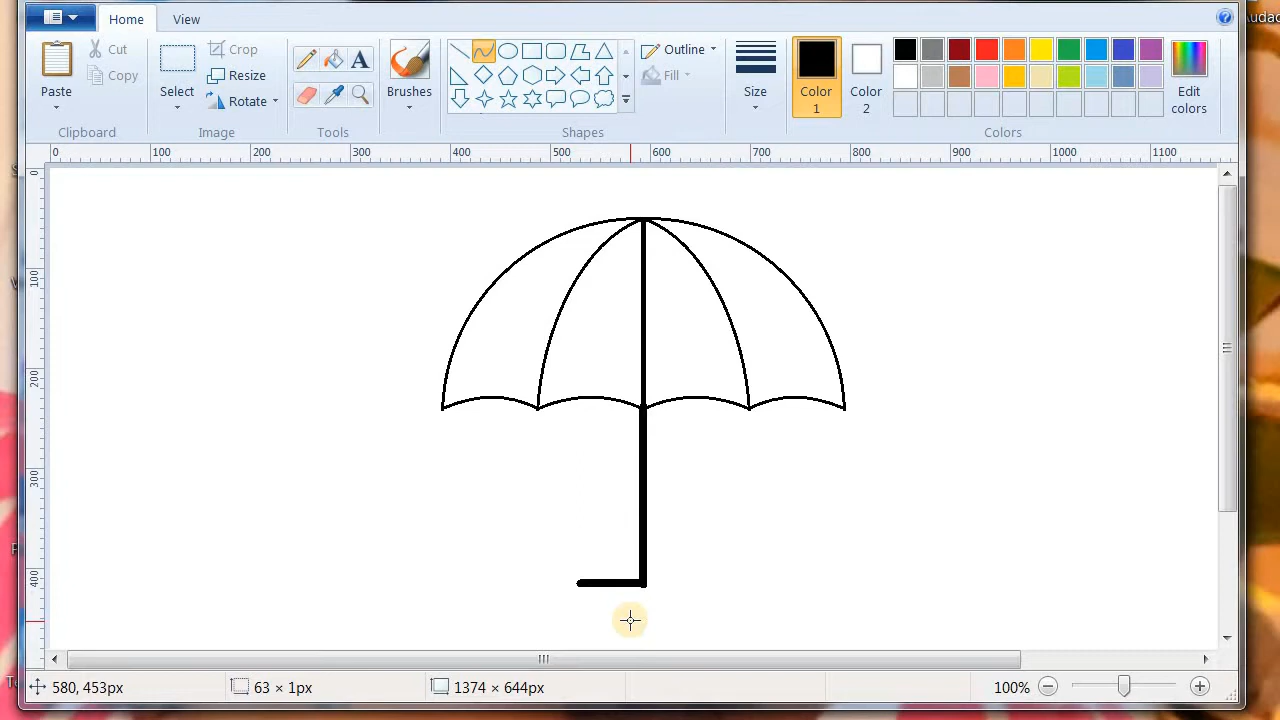 Audac
Home
View
Paste
Cut
Copy
Clipboard
Select
Crop
Resize
Rotate
Image
A
Tools
Brushes
Shapes
Outline
Fill
Size
Color 1
Color 2
Edit colors
Colors
0 100 200 300 400 500 600 700 800 900 1000 1100
0
100
200
300
400
580, 453px
63 × 1px
1374 × 644px
100%